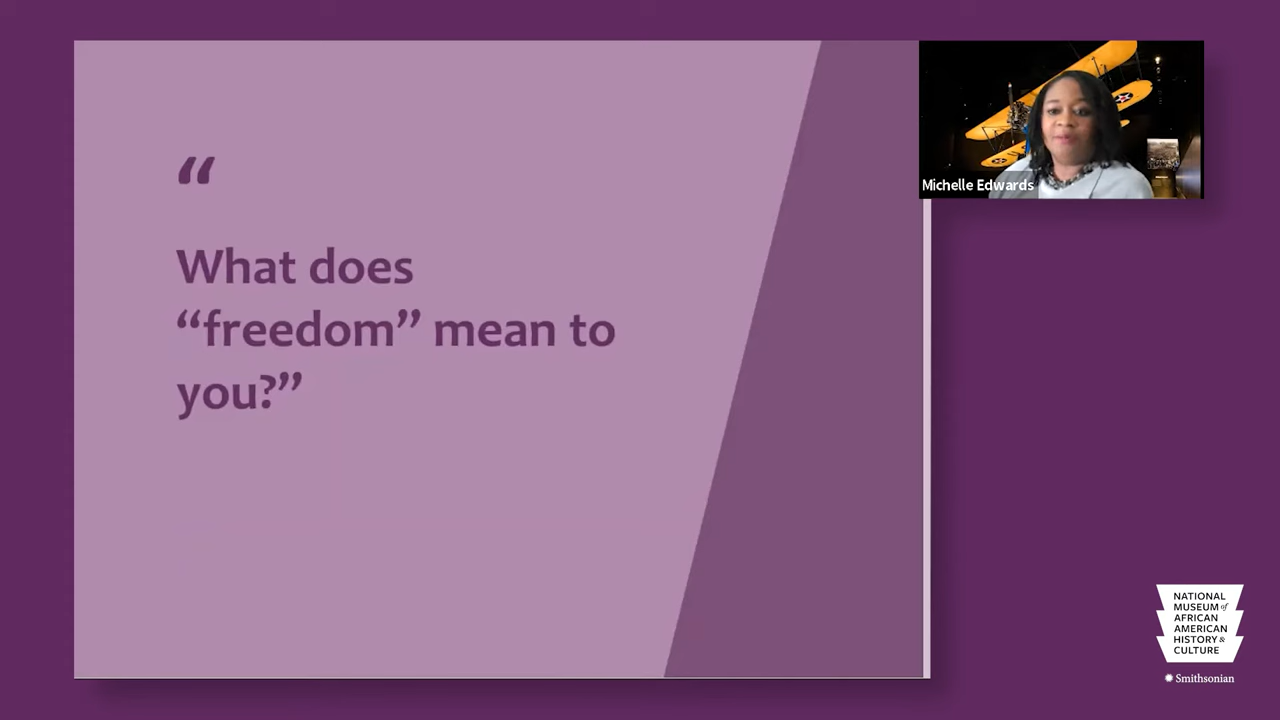 “
What does
“freedom” mean to
you?”
Michelle Edwards
NATIONAL
MUSEUM of
AFRICAN
AMERICAN
HISTORY &
CULTURE
Smithsonian